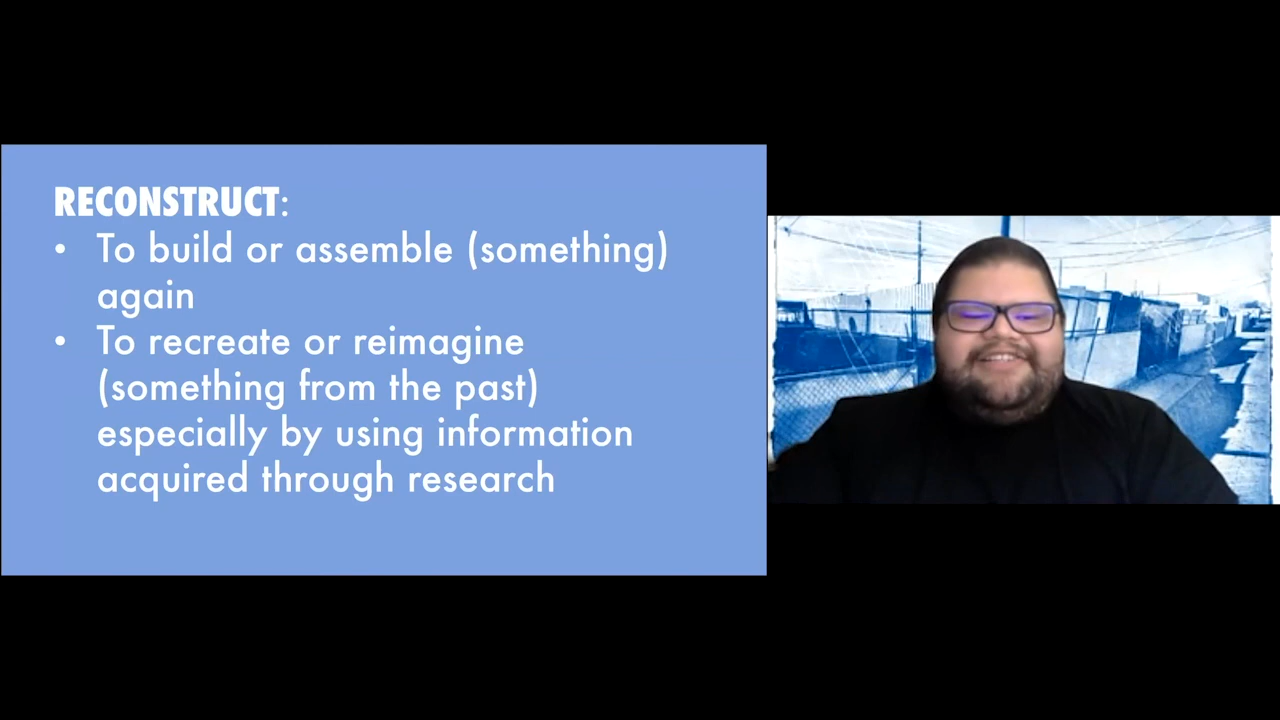 RECONSTRUCT:
• To build or assemble (something)
again
• To recreate or reimagine
(something from the past)
especially by using information
acquired through research